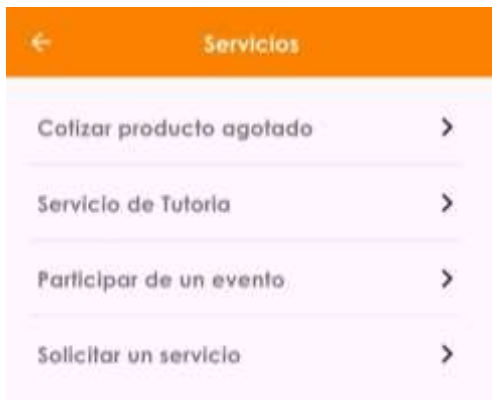 Servicios
Cotizar producto agotado
Servicio de Tutoria
Participar de un evento
Solicitar un servicio